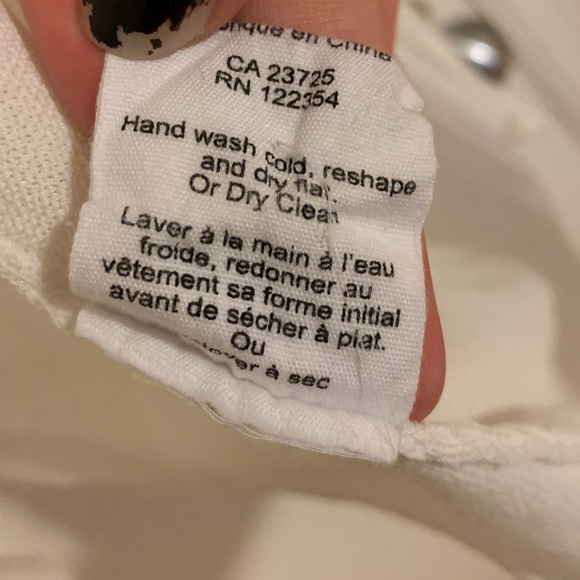 en China
CA 23725
RN 122354
Hand wash cold, reshape
and dry flat.
Or Dry Clean
Laver à la main à l'eau
froide, redonner au
vêtement sa forme initial
avant de sécher à plat.
Ou
à sec